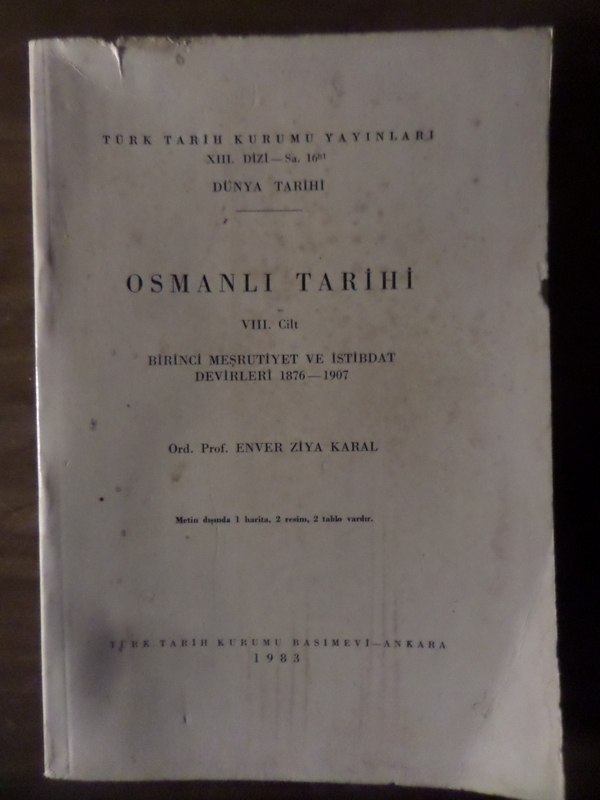 TÜRK TARİH KURUMU YAYINLARI
XIII. DİZİ — Sa. 16ᵇ¹
DÜNYA TARİHİ
OSMANLI TARİHİ
VIII. Cilt
BİRİNCİ MEŞRUTİYET VE İSTİBDAT
DEVİRLERİ 1876—1907
Ord. Prof. ENVER ZİYA KARAL
Metin dışında 1 harita, 2 resim, 2 tablo vardır.
TÜRK TARİH KURUMU BASIMEVİ—ANKARA
1983